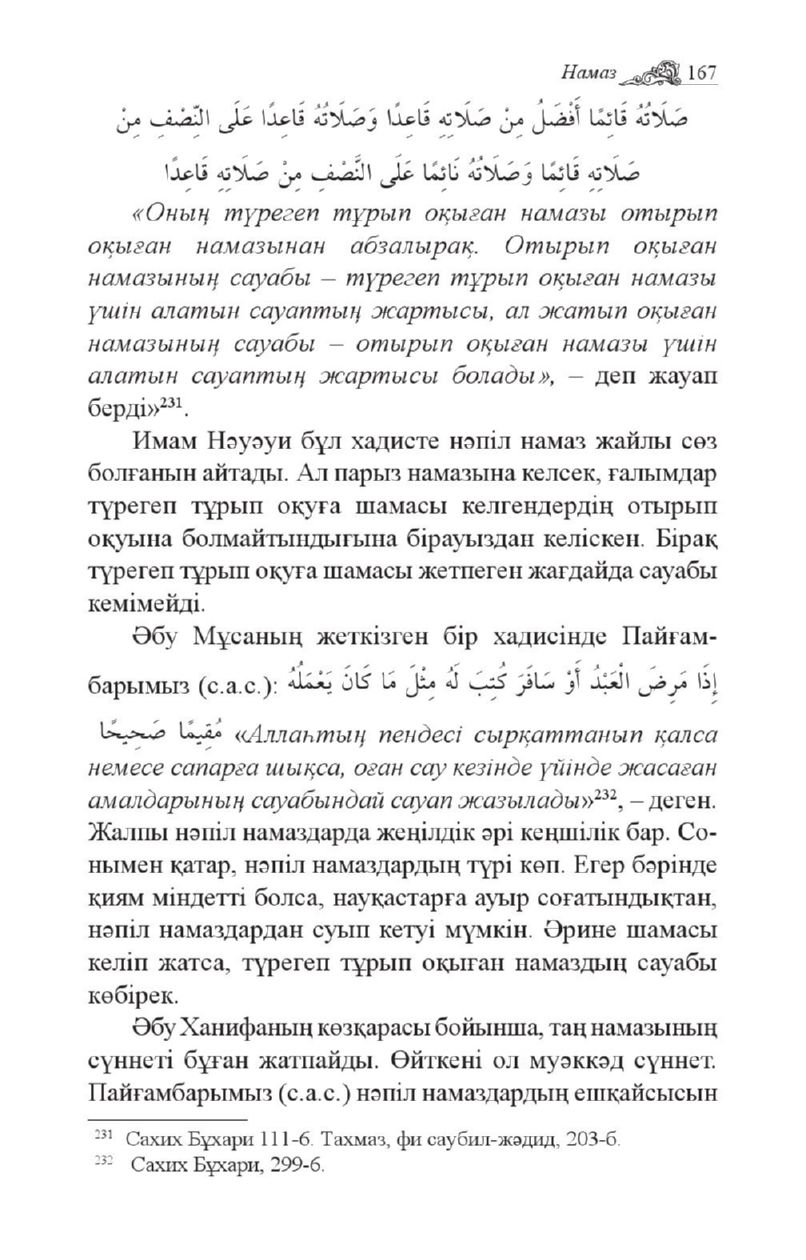 Намаз 167
صَلَاتُهُ قَائِمًا أَفْضَلُ مِنْ صَلَاتِهِ قَاعِدًا وَصَلَاتُهُ قَاعِدًا عَلَى النِّصْفِ مِنْ
صَلَاتِهِ قَائِمًا وَصَلَاتُهُ نَائِمًا عَلَى النَّصْفِ مِنْ صَلَاتِهِ قَاعِدًا
«Оның түрегеп тұрып оқыған намазы отырып
оқыған намазынан абзалырақ. Отырып оқыған
намазының сауабы – түрегеп тұрып оқыған намазы
үшін алатын сауаптың жартысы, ал жатып оқыған
намазының сауабы – отырып оқыған намазы үшін
алатын сауаптың жартысы болады», – деп жауап
берді»²³¹.
Имам Нәуәуи бұл хадисте нәпіл намаз жайлы сөз
болғанын айтады. Ал парыз намазына келсек, ғалымдар
түрегеп тұрып оқуға шамасы келгендердің отырып
оқуына болмайтындығына бірауыздан келіскен. Бірақ
түрегеп тұрып оқуға шамасы жетпеген жағдайда сауабы
кемімейді.
Әбу Мұсаның жеткізген бір хадисінде Пайғам-
барымыз (с.а.с.): إِذَا مَرِضَ الْعَبْدُ أَوْ سَافَرَ كُتِبَ لَهُ مِثْلَ مَا كَانَ يَعْمَلُهُ
مُقِيمًا صَحِيحًا «Аллаһтың пендесі сырқаттанып қалса
немесе сапарға шықса, оған сау кезінде үйінде жасаған
амалдарының сауабындай сауап жазылады»²³², – деген.
Жалпы нәпіл намаздарда жеңілдік әрі кеңшілік бар. Со-
нымен қатар, нәпіл намаздардың түрі көп. Егер бәрінде
қиям міндетті болса, науқастарға ауыр соғатындықтан,
нәпіл намаздардан суып кетуі мүмкін. Әрине шамасы
келіп жатса, түрегеп тұрып оқыған намаздың сауабы
көбірек.
Әбу Ханифаның көзқарасы бойынша, таң намазының
сүннеті бұған жатпайды. Өйткені ол муәккәд сүннет.
Пайғамбарымыз (с.а.с.) нәпіл намаздардың ешқайсысын
²³¹ Сахих Бұхари 111-б. Тахмаз, фи саубил-жәдид, 203-б.
²³² Сахих Бұхари, 299-б.